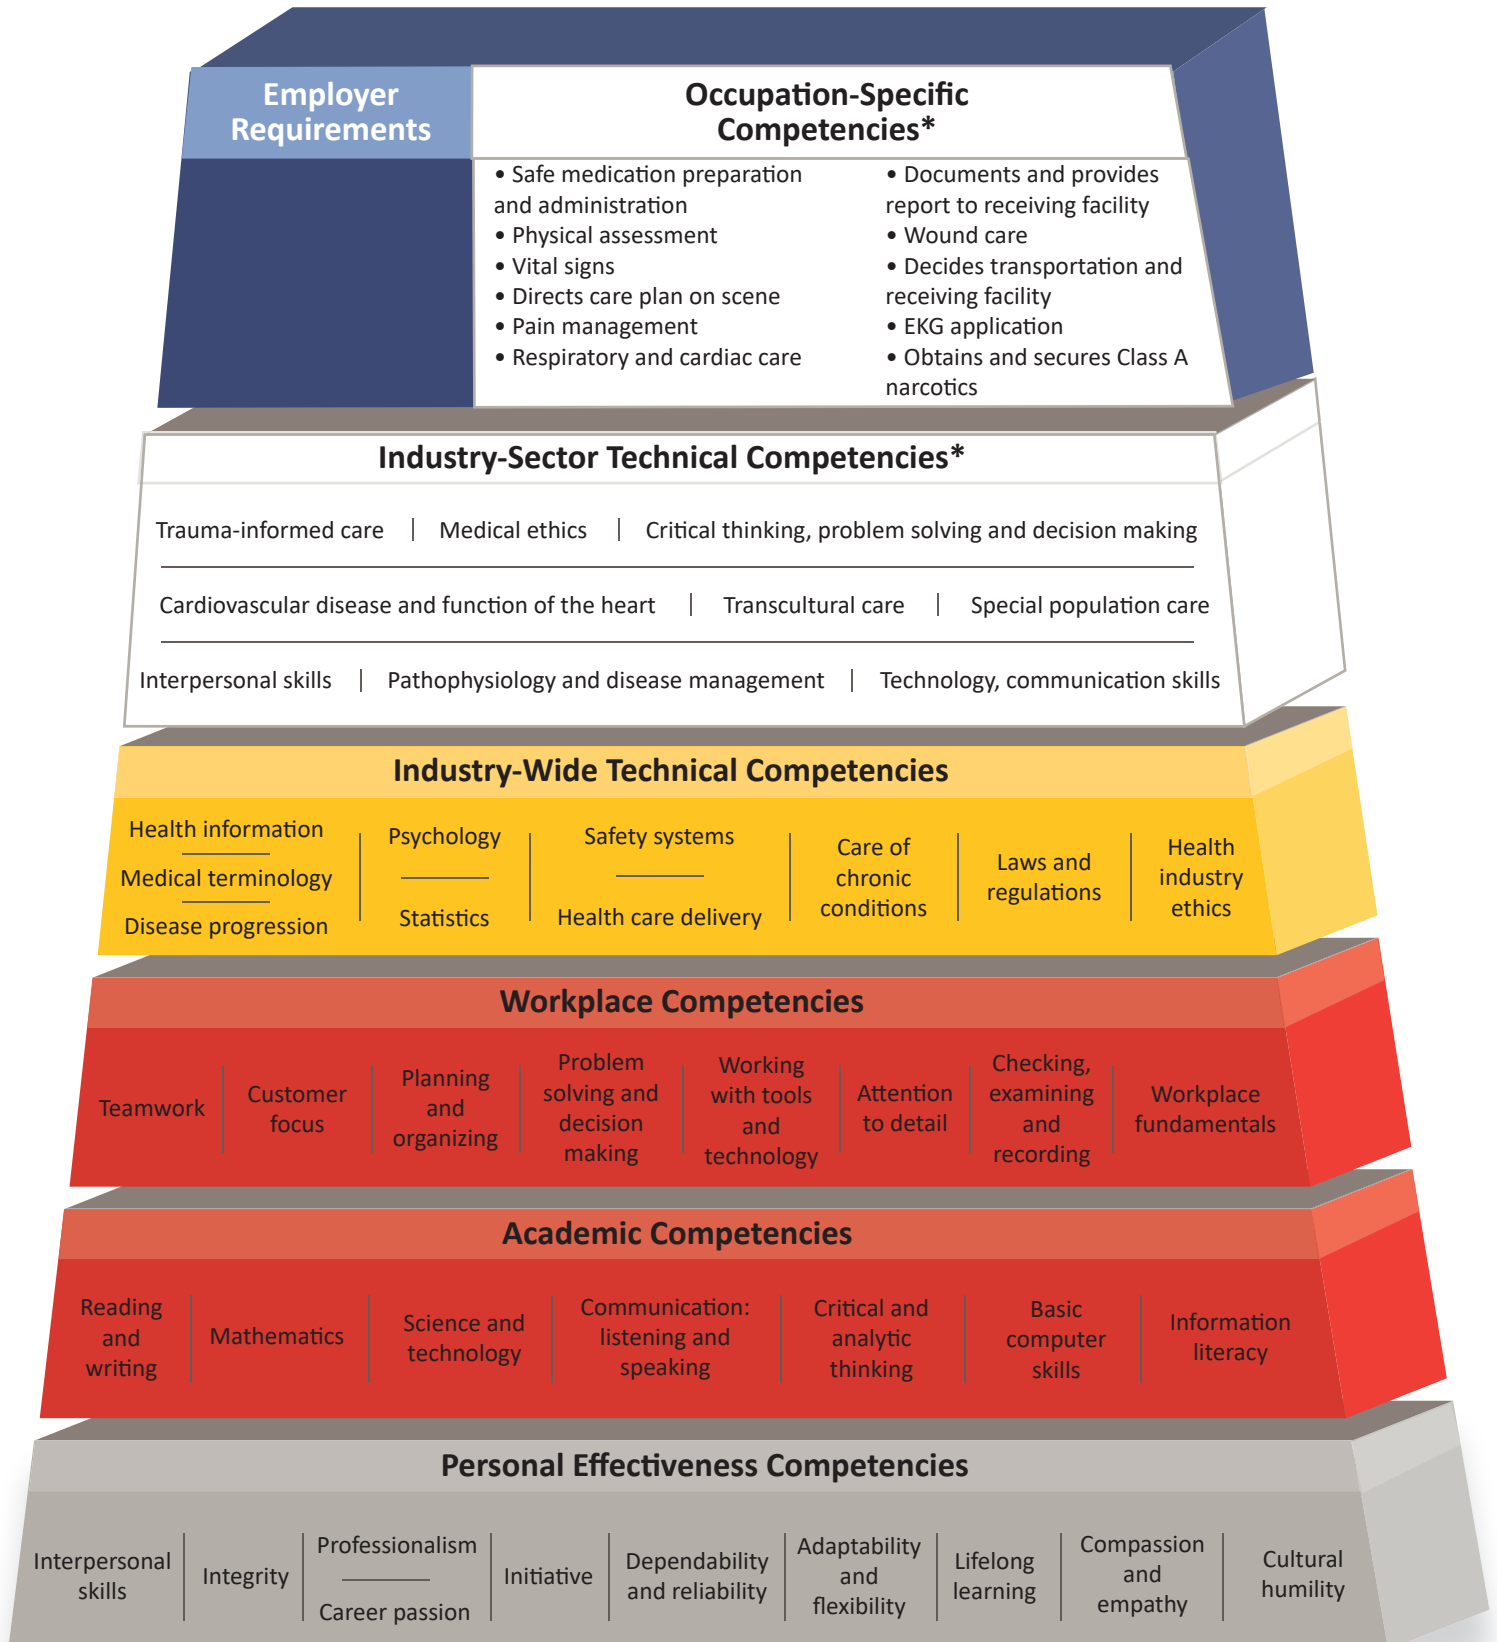 Employer
Requirements
Occupation-Specific
Competencies*
• Safe medication preparation
and administration
• Physical assessment
• Vital signs
• Directs care plan on scene
• Pain management
• Respiratory and cardiac care
• Documents and provides
report to receiving facility
• Wound care
• Decides transportation and
receiving facility
• EKG application
• Obtains and secures Class A
narcotics
Industry-Sector Technical Competencies*
Trauma-informed care | Medical ethics | Critical thinking, problem solving and decision making
Cardiovascular disease and function of the heart | Transcultural care | Special population care
Interpersonal skills | Pathophysiology and disease management | Technology, communication skills
Industry-Wide Technical Competencies
Health information
Medical terminology
Disease progression
Psychology
Statistics
Safety systems
Health care delivery
Care of
chronic
conditions
Laws and
regulations
Health
industry
ethics
Workplace Competencies
Teamwork
Customer
focus
Planning
and
organizing
Problem
solving and
decision
making
Working
with tools
and
technology
Attention
to detail
Checking,
examining
and
recording
Workplace
fundamentals
Academic Competencies
Reading
and
writing
Mathematics
Science and
technology
Communication:
listening and
speaking
Critical and
analytic
thinking
Basic
computer
skills
Information
literacy
Personal Effectiveness Competencies
Interpersonal
skills
Integrity
Professionalism
Career passion
Initiative
Dependability
and reliability
Adaptability
and
flexibility
Lifelong
learning
Compassion
and
empathy
Cultural
humility